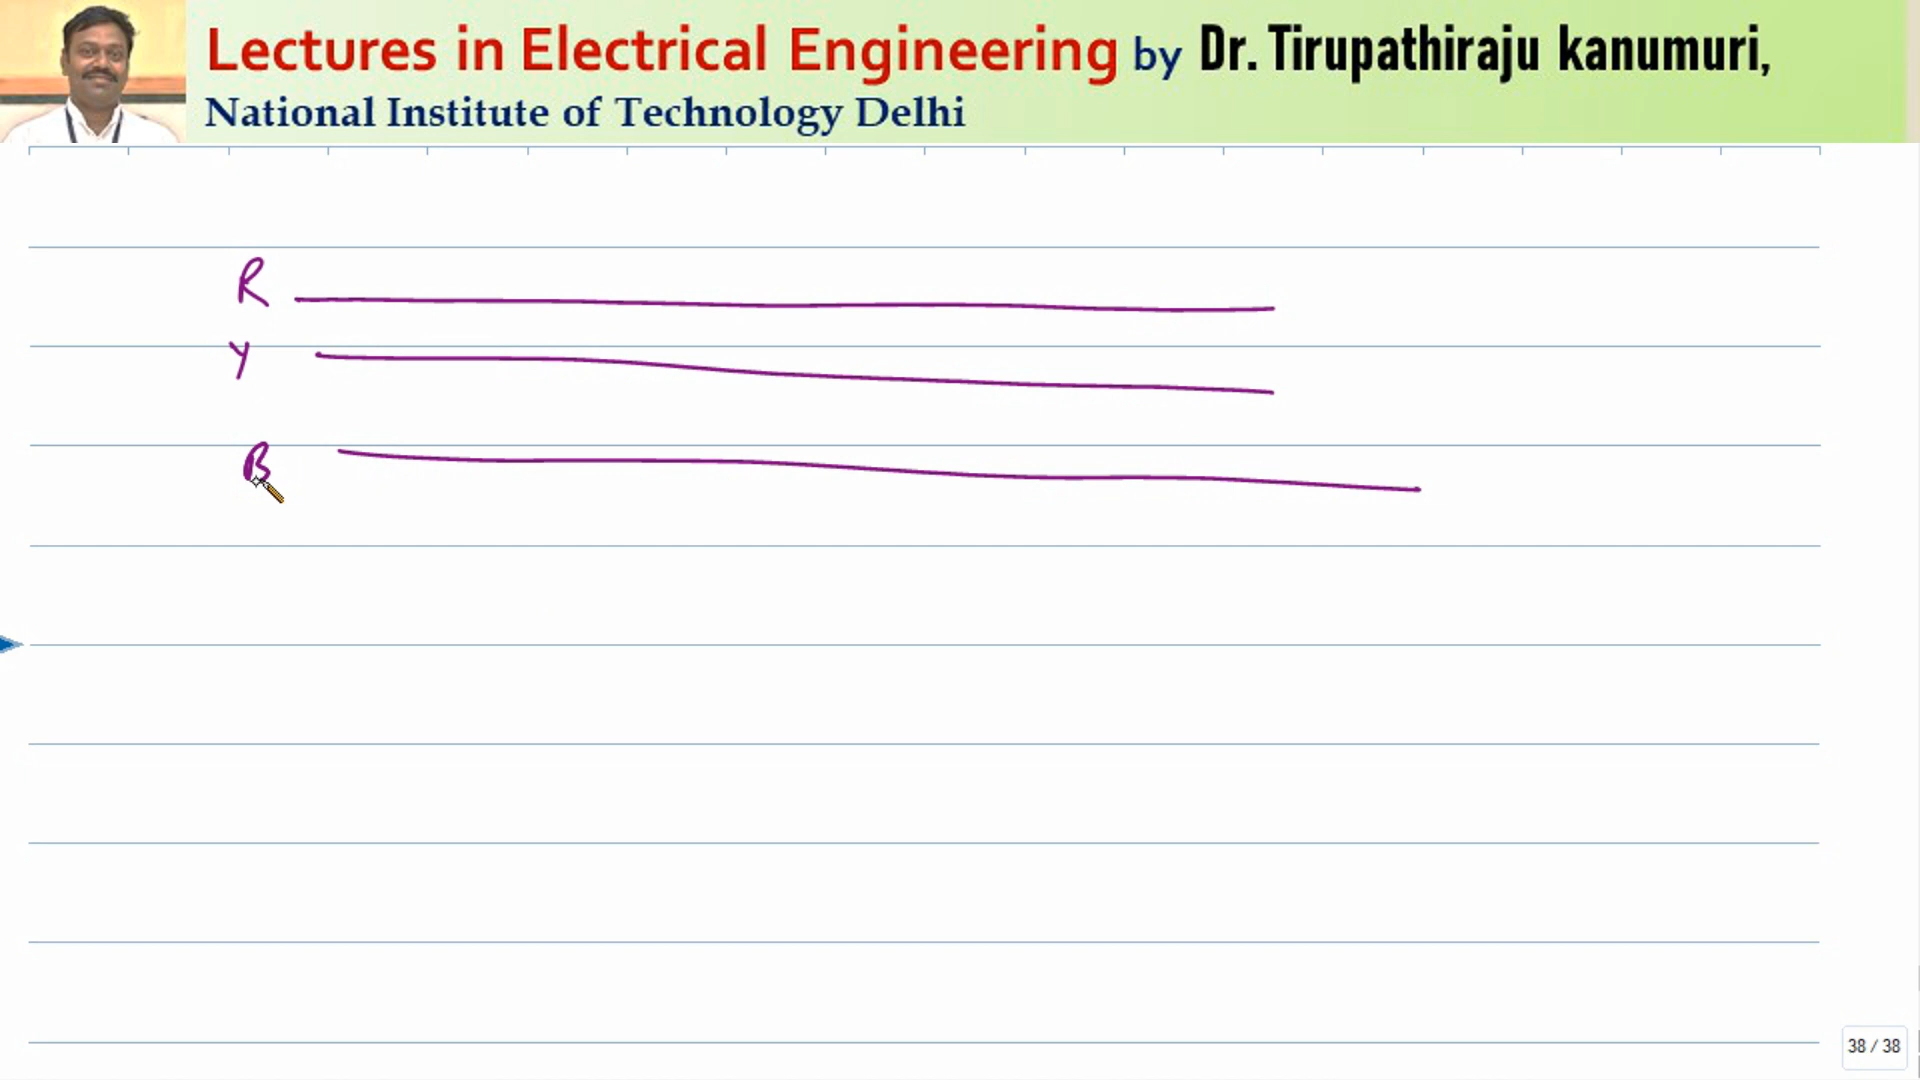 Lectures in Electrical Engineering by Dr. Tirupathiraju kanumuri,
National Institute of Technology Delhi
R
Y
B
38 / 38